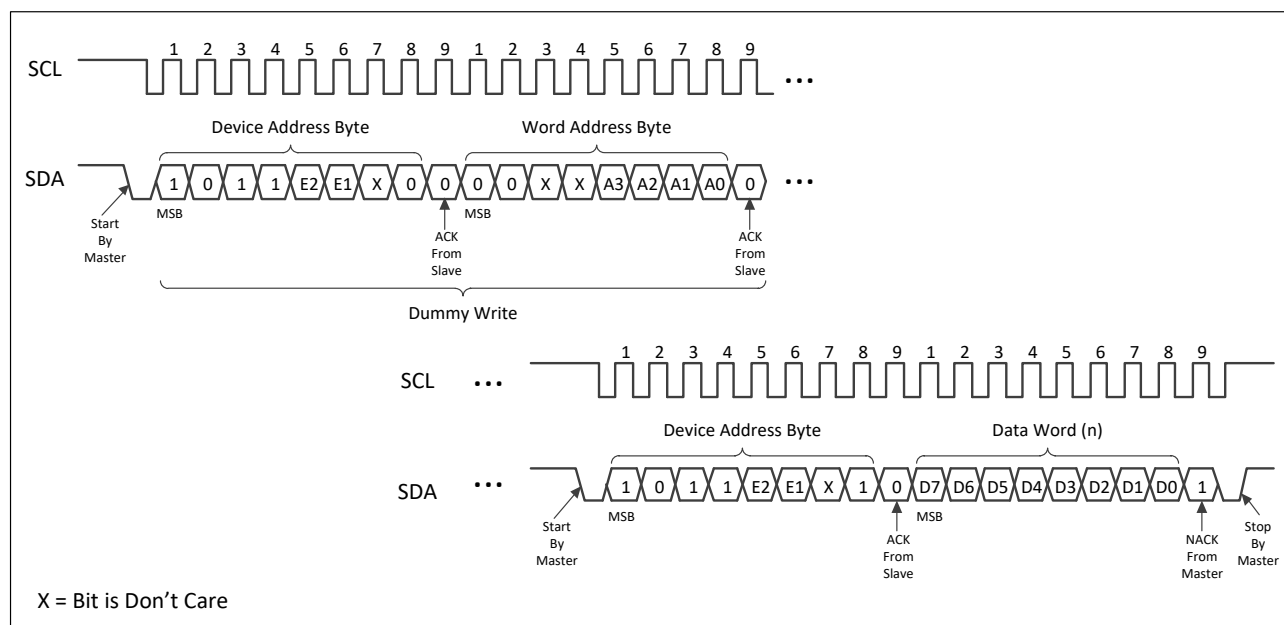 1 2 3 4 5 6 7 8 9 1 2 3 4 5 6 7 8 9
SCL ...
Device Address Byte Word Address Byte
SDA 1 0 1 1 E2 E1 X 0 0 0 0 X X A3 A2 A1 A0 0 ...
MSB MSB
Start By Master
ACK From Slave
ACK From Slave
Dummy Write
1 2 3 4 5 6 7 8 9 1 2 3 4 5 6 7 8 9
SCL ...
Device Address Byte Data Word (n)
SDA ... 1 0 1 1 E2 E1 X 1 0 D7 D6 D5 D4 D3 D2 D1 D0 1
MSB MSB
Start By Master
ACK From Slave
NACK From Master
Stop By Master
X = Bit is Don’t Care